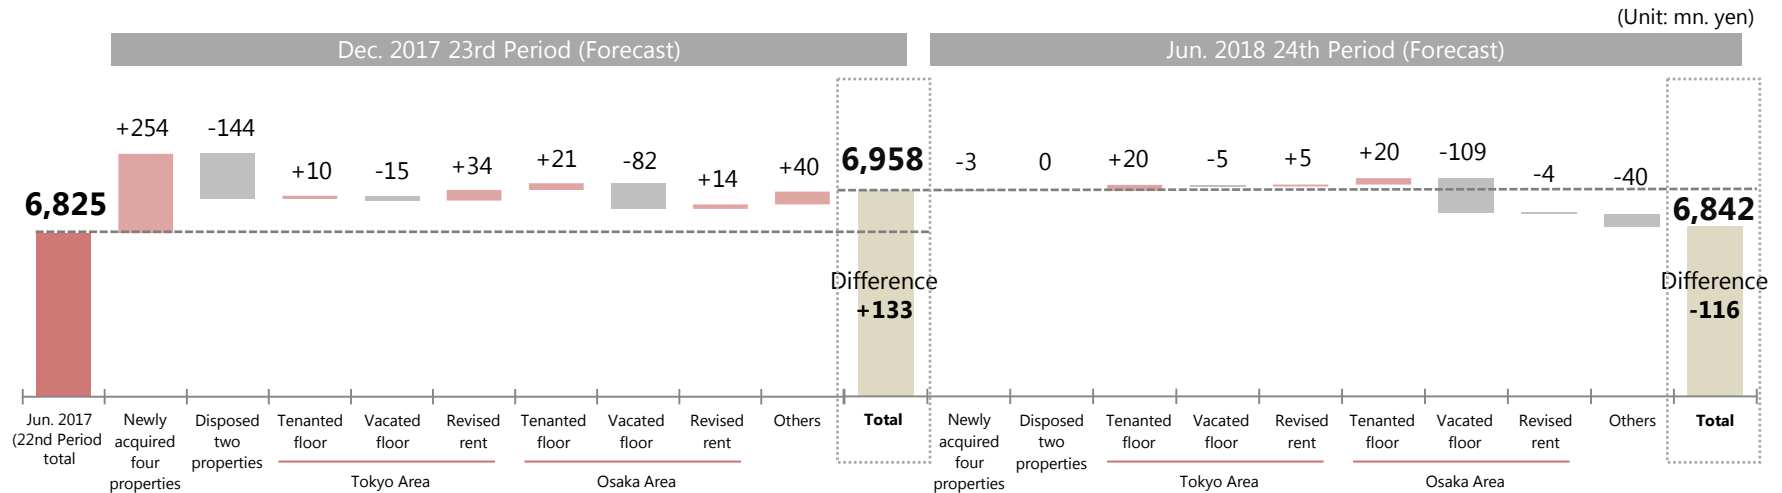 (Unit: mn. yen)
Dec. 2017 23rd Period (Forecast)
Jun. 2018 24th Period (Forecast)
6,825
+254
-144
+10
-15
+34
+21
-82
+14
+40
6,958
Difference
+133
-3
0
+20
-5
+5
+20
-109
-4
-40
6,842
Difference
-116
Jun. 2017
(22nd Period
total
Newly
acquired
four
properties
Disposed
two
properties
Tenanted
floor
Vacated
floor
Revised
rent
Tokyo Area
Tenanted
floor
Vacated
floor
Revised
rent
Osaka Area
Others
Total
Newly
acquired
four
properties
Disposed
two
properties
Tenanted
floor
Vacated
floor
Revised
rent
Tokyo Area
Tenanted
floor
Vacated
floor
Revised
rent
Osaka Area
Others
Total